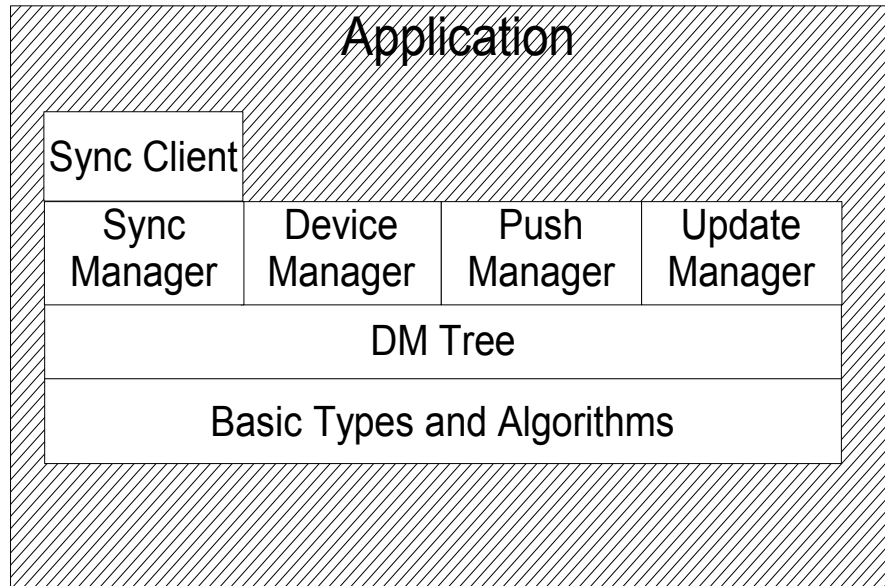 Application
Sync Client
Sync
Manager
Device
Manager
Push
Manager
Update
Manager
DM Tree
Basic Types and Algorithms